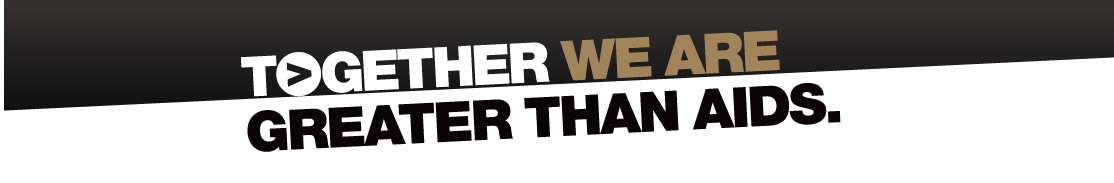 TOGETHER WE ARE
GREATER THAN AIDS.